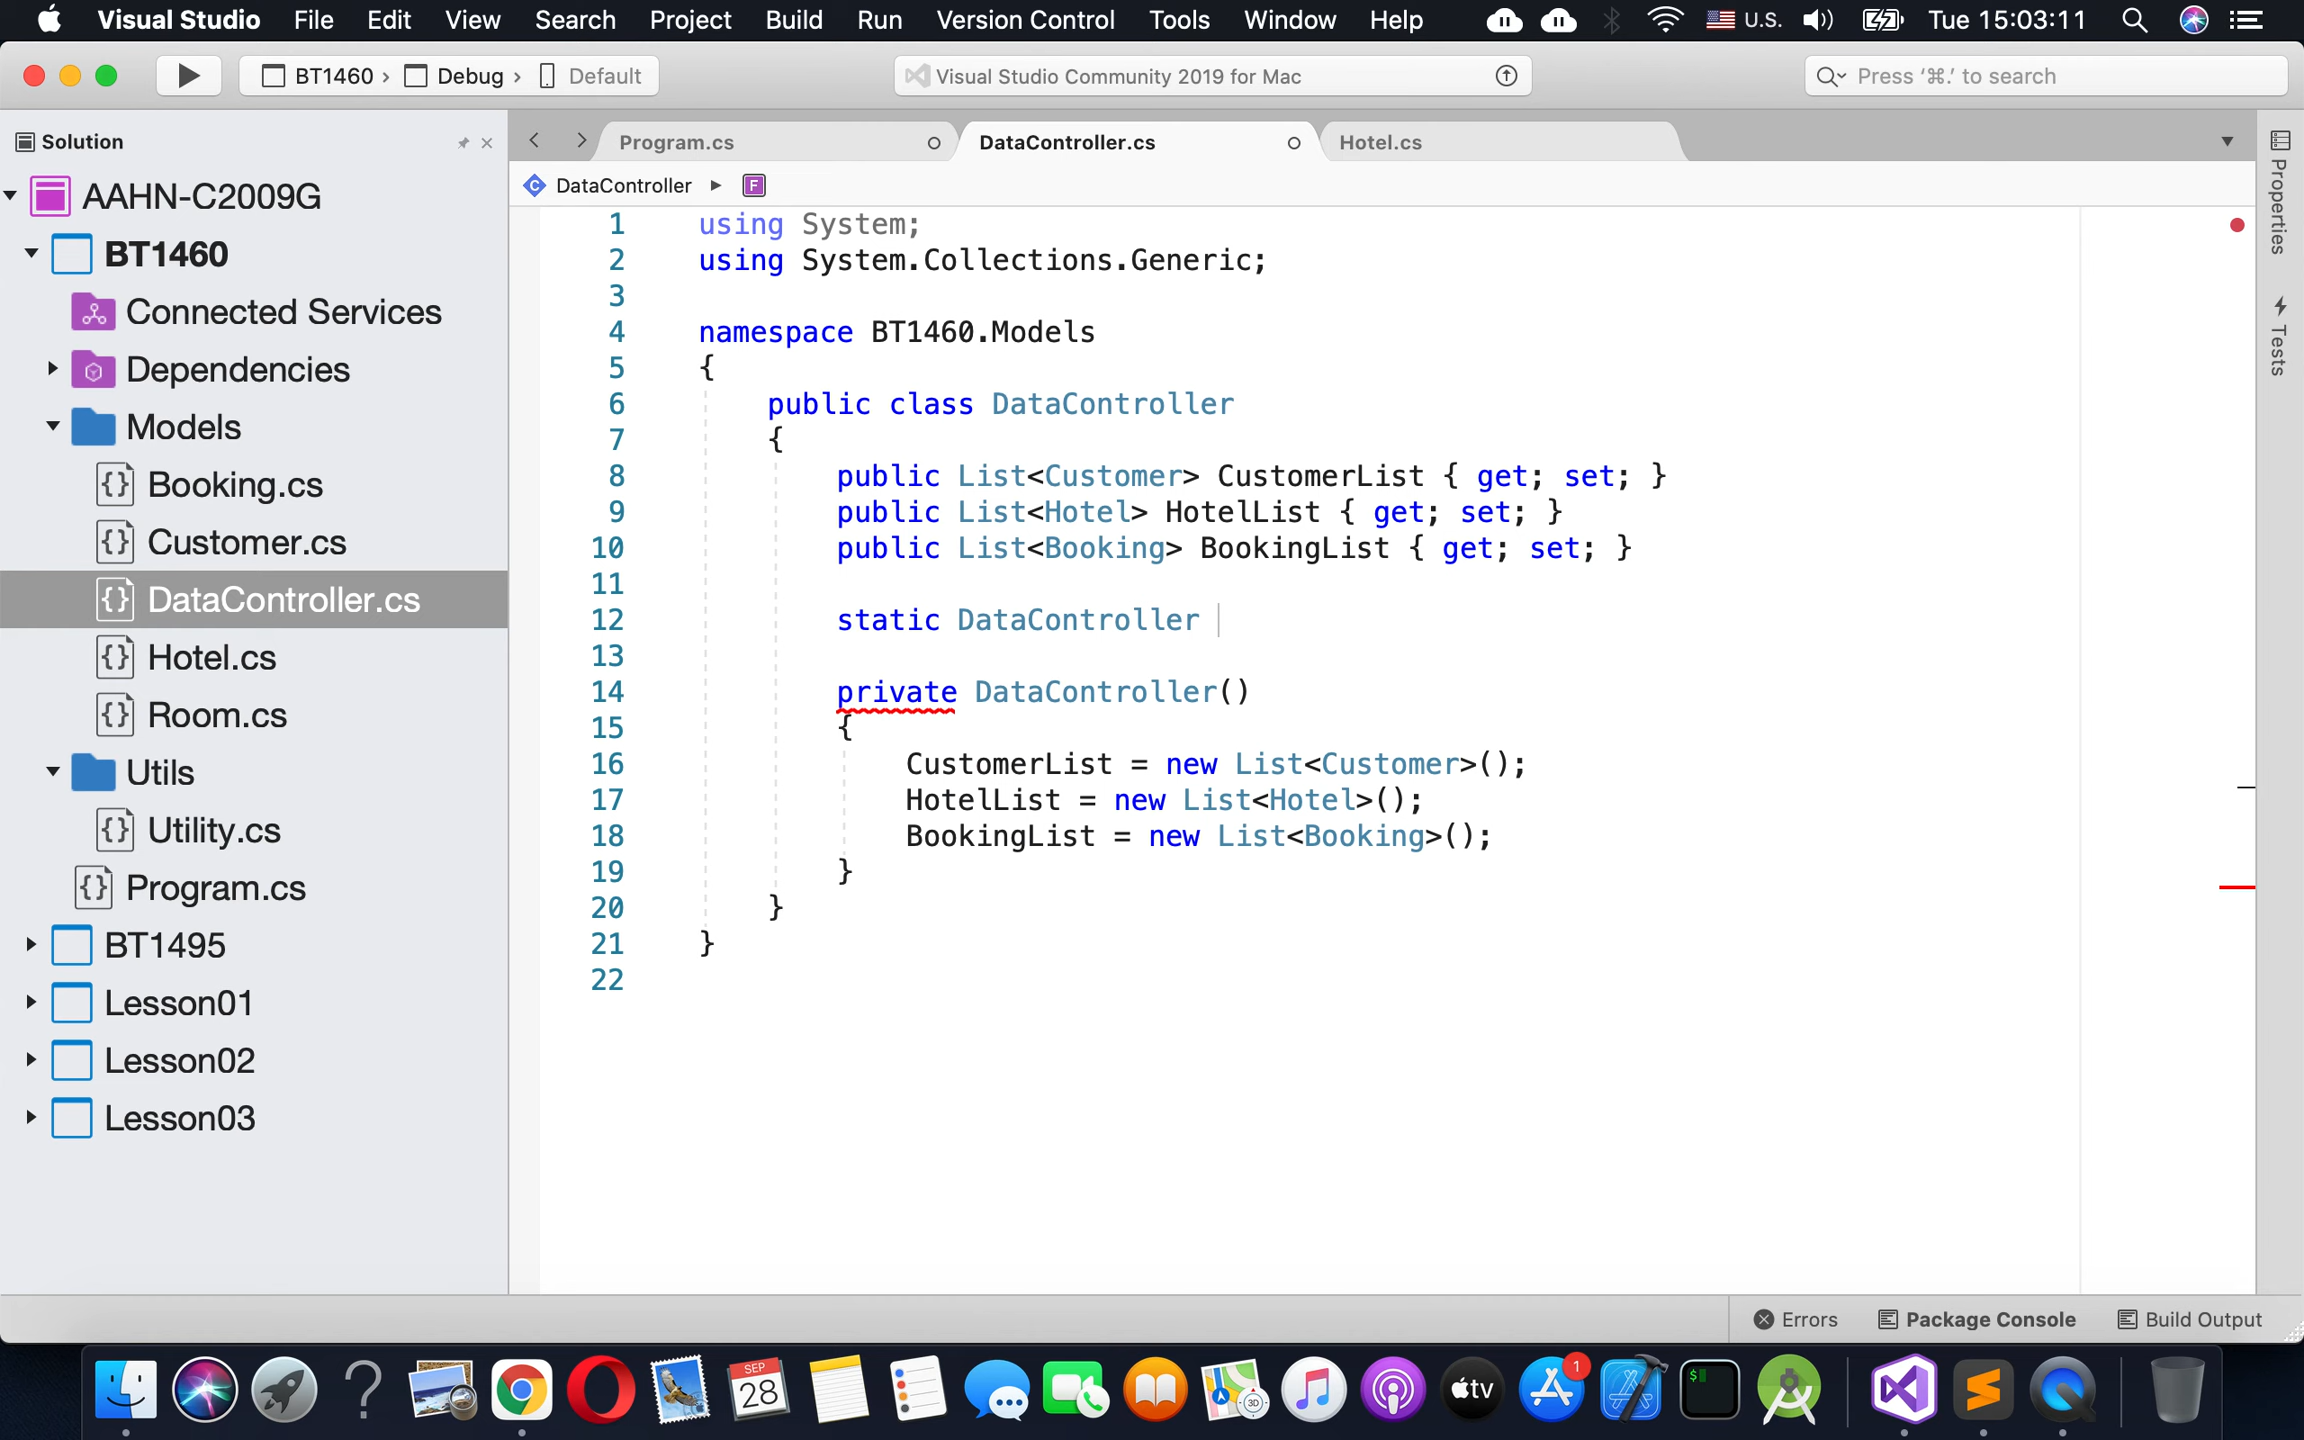 Visual Studio File Edit View Search Project Build Run Version Control Tools Window Help U.S. Tue 15:03:11
BT1460 › Debug › Default
Visual Studio Community 2019 for Mac
Press ‘⌘.’ to search
Solution
AAHN-C2009G
BT1460
Connected Services
Dependencies
Models
Booking.cs
Customer.cs
DataController.cs
Hotel.cs
Room.cs
Utils
Utility.cs
Program.cs
BT1495
Lesson01
Lesson02
Lesson03
Program.cs DataController.cs Hotel.cs
DataController F
1 using System;
2 using System.Collections.Generic;
3
4 namespace BT1460.Models
5 {
6 public class DataController
7 {
8 public List<Customer> CustomerList { get; set; }
9 public List<Hotel> HotelList { get; set; }
10 public List<Booking> BookingList { get; set; }
11
12 static DataController
13
14 private DataController()
15 {
16 CustomerList = new List<Customer>();
17 HotelList = new List<Hotel>();
18 BookingList = new List<Booking>();
19 }
20 }
21 }
22
Properties
Tests
Errors Package Console Build Output
SEP
28
3D
tv
1
$